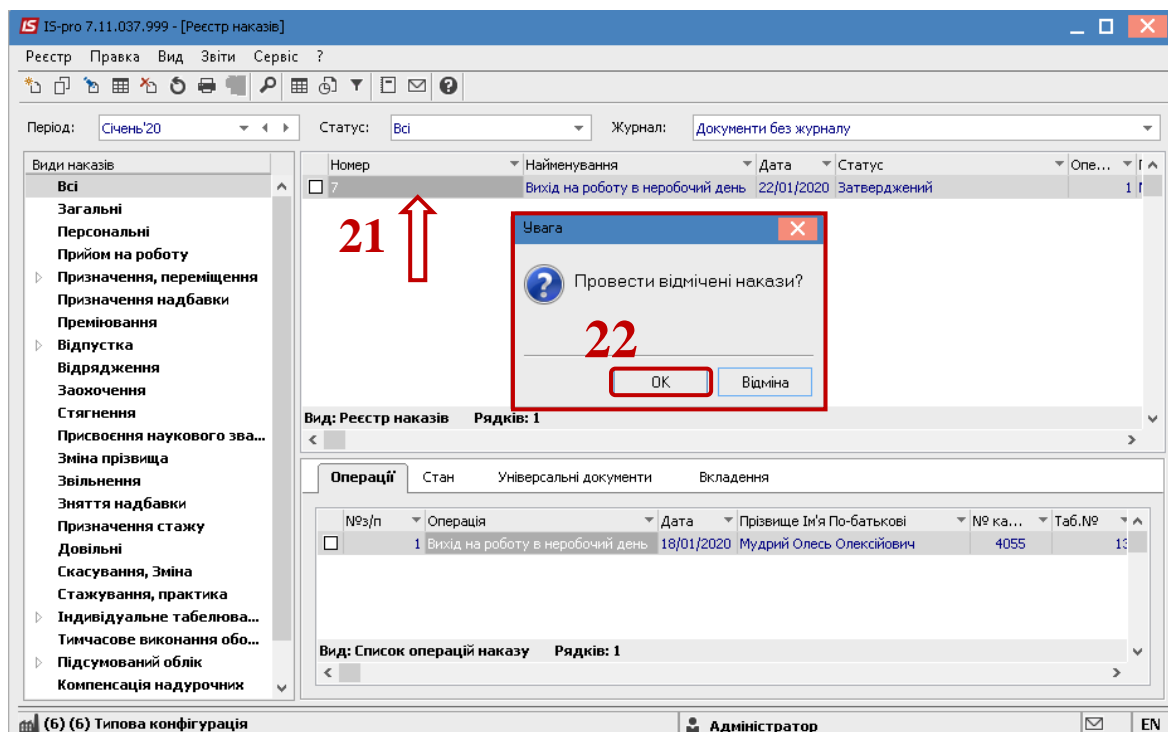 IS-pro 7.11.037.999 - [Реєстр наказів]
Реєстр Правка Вид Звіти Сервіс ?
Період: Січень'20 Статус: Всі Журнал: Документи без журналу
Види наказів
Всі
Загальні
Персональні
Прийом на роботу
Призначення, переміщення
Призначення надбавки
Преміювання
Відпустка
Відрядження
Заохочення
Стягнення
Присвоєння наукового зва...
Зміна прізвища
Звільнення
Зняття надбавки
Призначення стажу
Довільні
Скасування, Зміна
Стажування, практика
Індивідуальне табелюва...
Тимчасове виконання обо...
Підсумований облік
Компенсація надурочних
Номер Найменування Дата Статус Опе...
7 Вихід на роботу в неробочий день 22/01/2020 Затверджений 1
21
Увага
Провести відмічені накази?
22
OK Відміна
Вид: Реєстр наказів Рядків: 1
Операції Стан Універсальні документи Вкладення
№з/п Операція Дата Прізвище Ім'я По-батькові № ка... Таб.№
1 Вихід на роботу в неробочий день 18/01/2020 Мудрий Олесь Олексійович 4055 13
Вид: Список операцій наказу Рядків: 1
(6) (6) Типова конфігурація Адміністратор EN